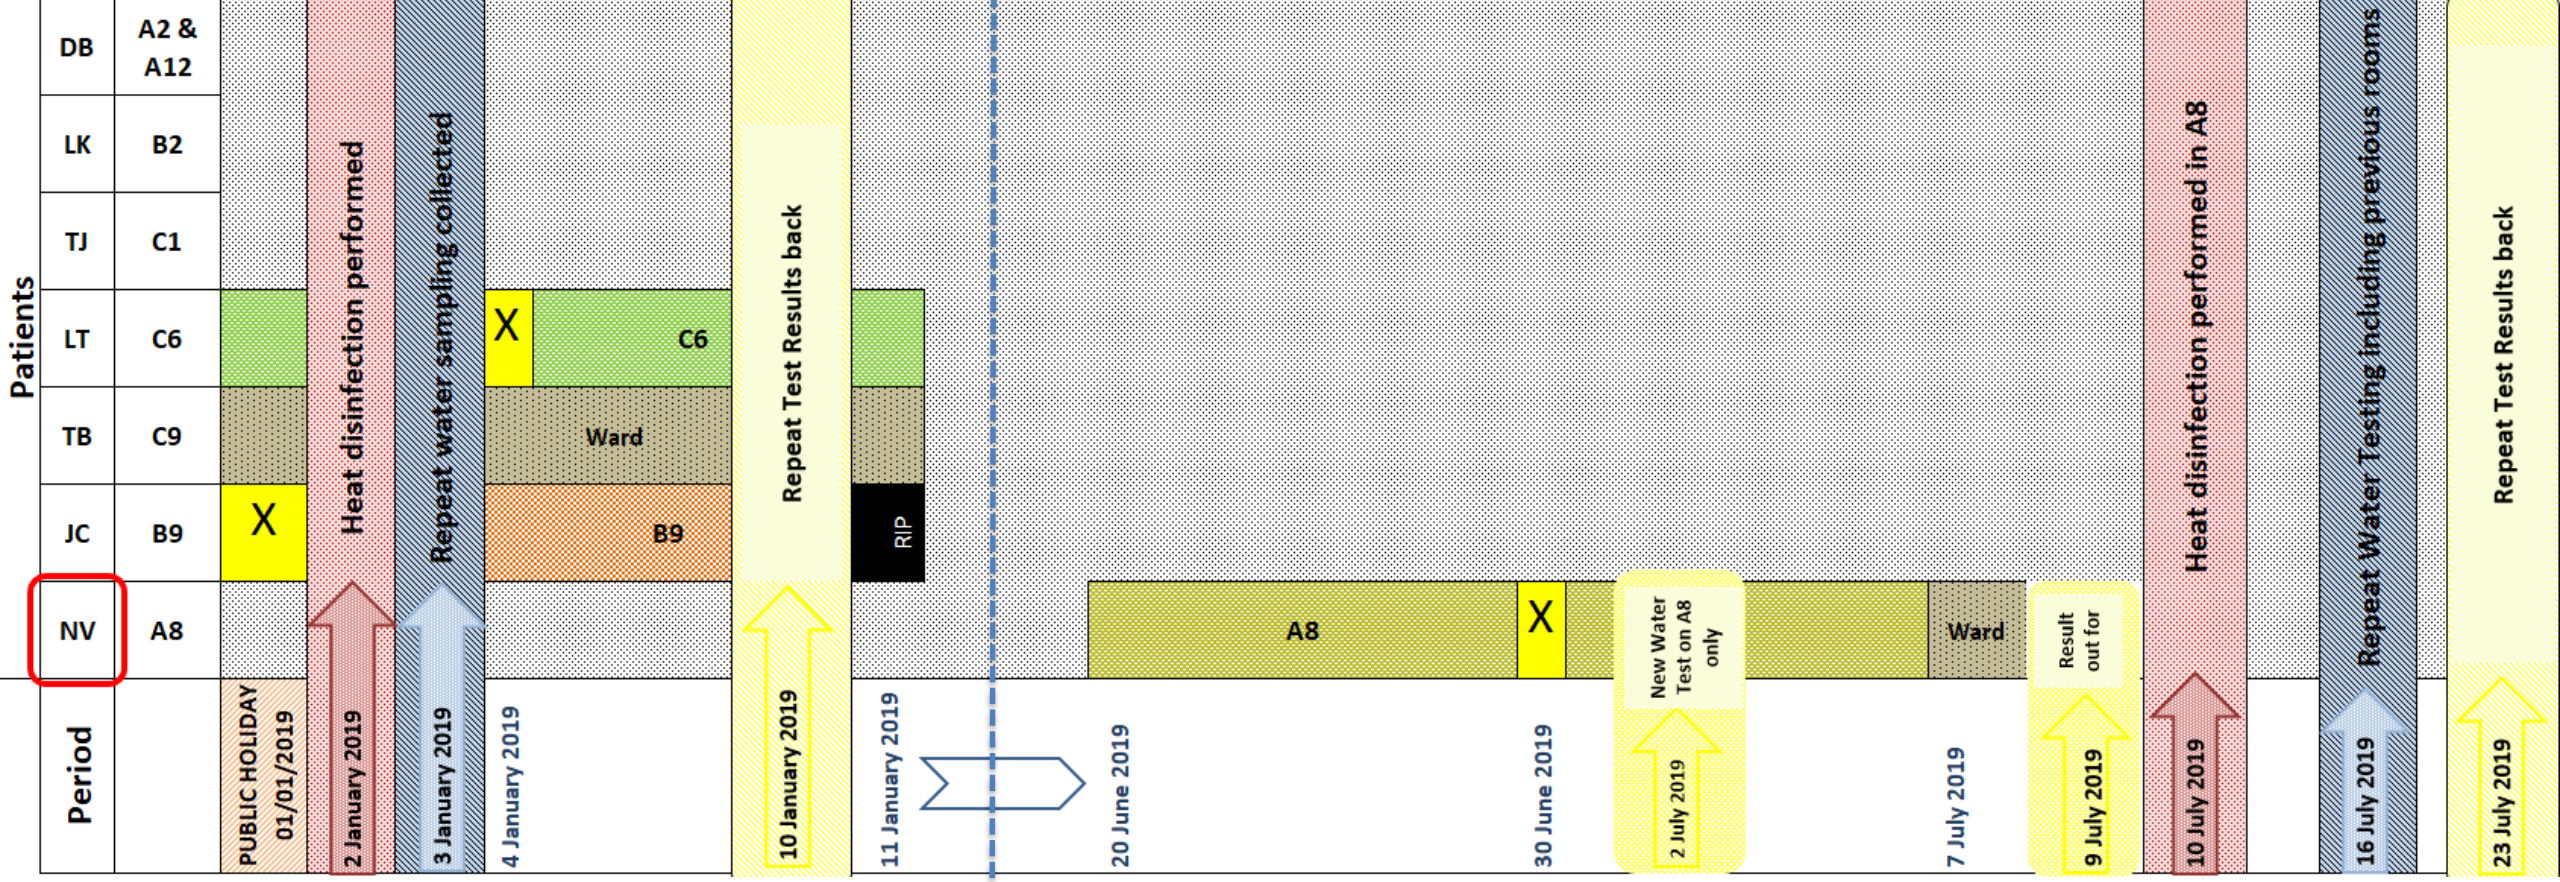 Patients
DB
A2 &
A12
LK
B2
TJ
C1
LT
C6
X
C6
TB
C9
Ward
JC
B9
X
B9
RIP
NV
A8
A8
X
Ward
Heat disinfection performed
Repeat water sampling collected
Repeat Test Results back
New Water
Test on A8
only
Result
out for
Heat disinfection performed in A8
Repeat Water Testing including previous rooms
Repeat Test Results back
Period
PUBLIC HOLIDAY
01/01/2019
2 January 2019
3 January 2019
4 January 2019
10 January 2019
11 January 2019
20 June 2019
30 June 2019
2 July 2019
7 July 2019
9 July 2019
10 July 2019
16 July 2019
23 July 2019